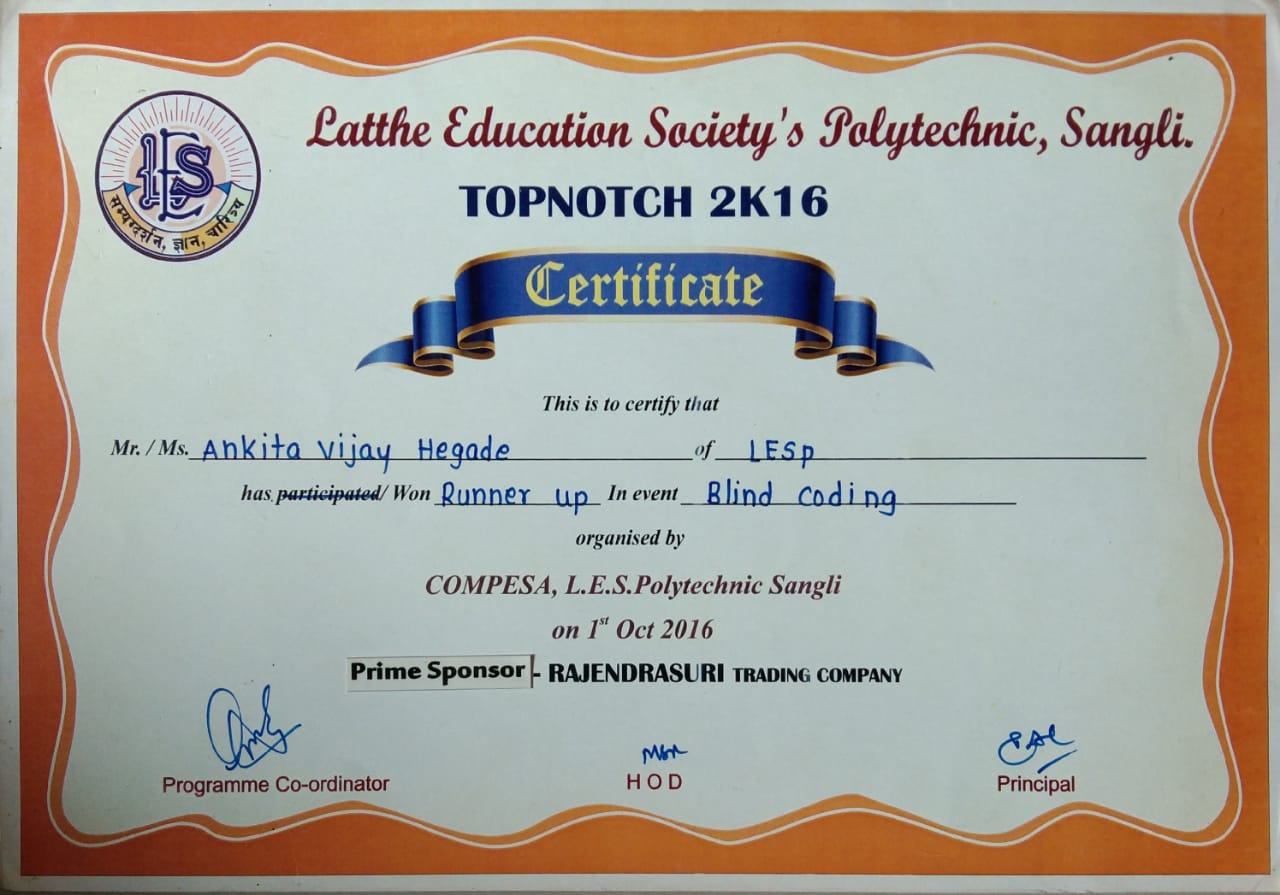 Latthe Education Society's Polytechnic, Sangli.
LES
सम्यग्दर्शन, ज्ञान, चारित्र्य
TOPNOTCH 2K16
Certificate
This is to certify that
Mr. / Ms. Ankita Vijay Hegade of LESP
has participated/ Won Runner up In event Blind Coding
organised by
COMPESA, L.E.S.Polytechnic Sangli
on 1st Oct 2016
Prime Sponsor - RAJENDRASURI TRADING COMPANY
Programme Co-ordinator
H O D
Principal